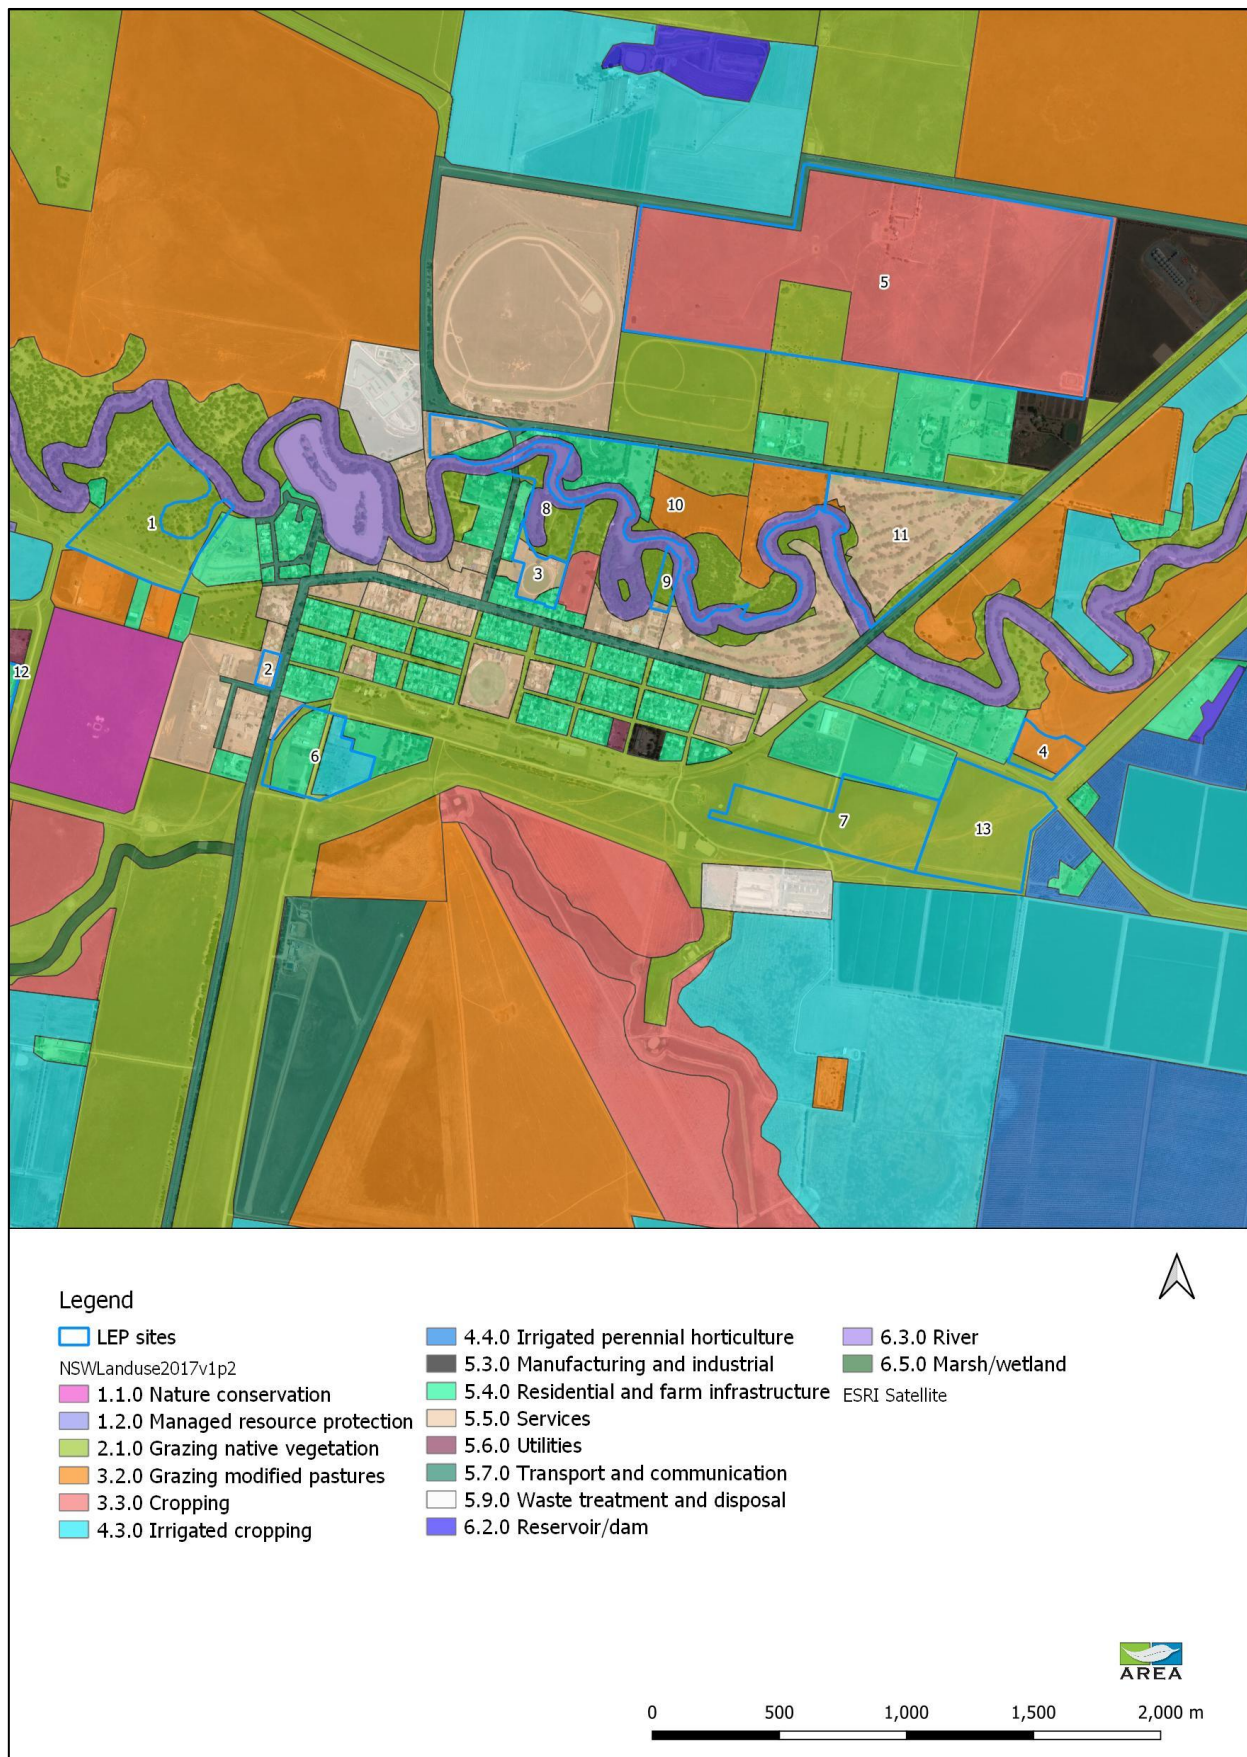 5
1
8
10
11
3
9
12
2
6
4
7
13
Legend
LEP sites
NSWLanduse2017v1p2
1.1.0 Nature conservation
1.2.0 Managed resource protection
2.1.0 Grazing native vegetation
3.2.0 Grazing modified pastures
3.3.0 Cropping
4.3.0 Irrigated cropping
4.4.0 Irrigated perennial horticulture
5.3.0 Manufacturing and industrial
5.4.0 Residential and farm infrastructure
5.5.0 Services
5.6.0 Utilities
5.7.0 Transport and communication
5.9.0 Waste treatment and disposal
6.2.0 Reservoir/dam
6.3.0 River
6.5.0 Marsh/wetland
ESRI Satellite
AREA
0 500 1,000 1,500 2,000 m